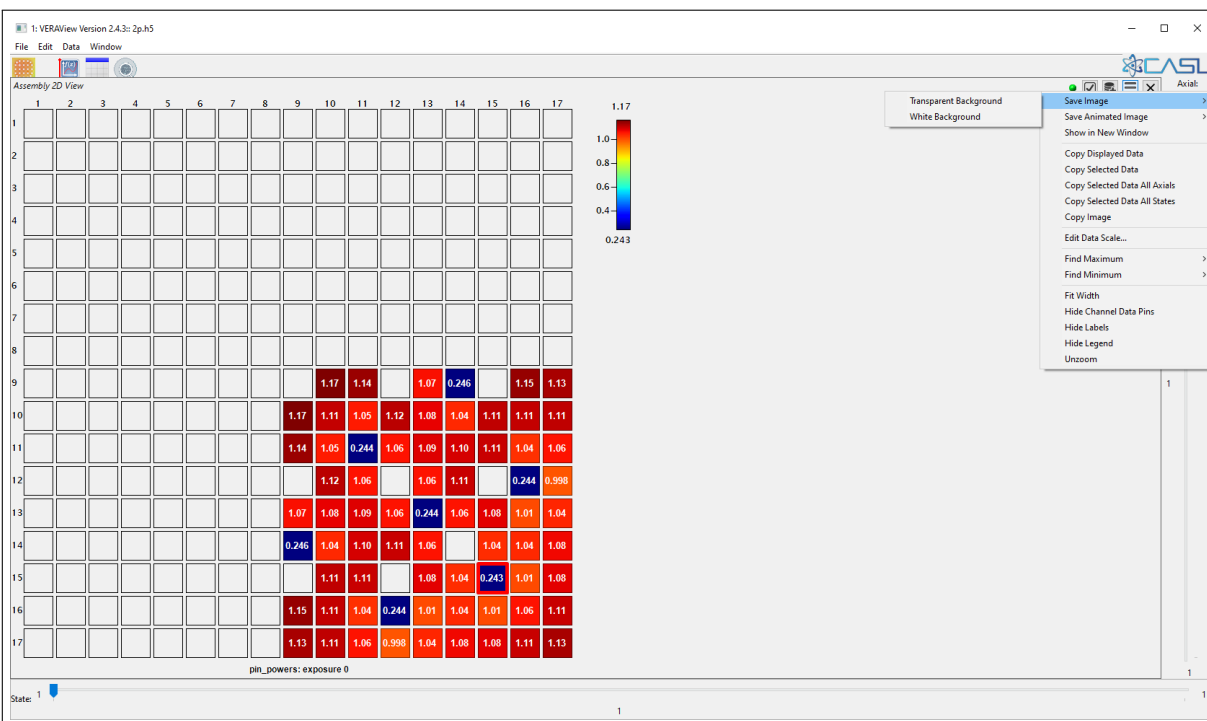 1: VERAView Version 2.4.3:: 2p.h5
File Edit Data Window
CASL
Assembly 2D View
Axial:
1 2 3 4 5 6 7 8 9 10 11 12 13 14 15 16 17
1
2
3
4
5
6
7
8
9 1.17 1.14 1.07 0.246 1.15 1.13
10 1.17 1.11 1.05 1.12 1.08 1.04 1.11 1.11 1.11
11 1.14 1.05 0.244 1.06 1.09 1.10 1.11 1.04 1.06
12 1.12 1.06 1.06 1.11 0.244 0.998
13 1.07 1.08 1.09 1.06 0.244 1.06 1.08 1.01 1.04
14 0.246 1.04 1.10 1.11 1.06 1.04 1.04 1.08
15 1.11 1.11 1.08 1.04 0.243 1.01 1.08
16 1.15 1.11 1.04 0.244 1.01 1.04 1.01 1.06 1.11
17 1.13 1.11 1.06 0.998 1.04 1.08 1.08 1.11 1.13
pin_powers: exposure 0
1.17
1.0
0.8
0.6
0.4
0.243
Transparent Background
White Background
Save Image
Save Animated Image
Show in New Window
Copy Displayed Data
Copy Selected Data
Copy Selected Data All Axials
Copy Selected Data All States
Copy Image
Edit Data Scale...
Find Maximum
Find Minimum
Fit Width
Hide Channel Data Pins
Hide Labels
Hide Legend
Unzoom
1
1
State: 1
1
1